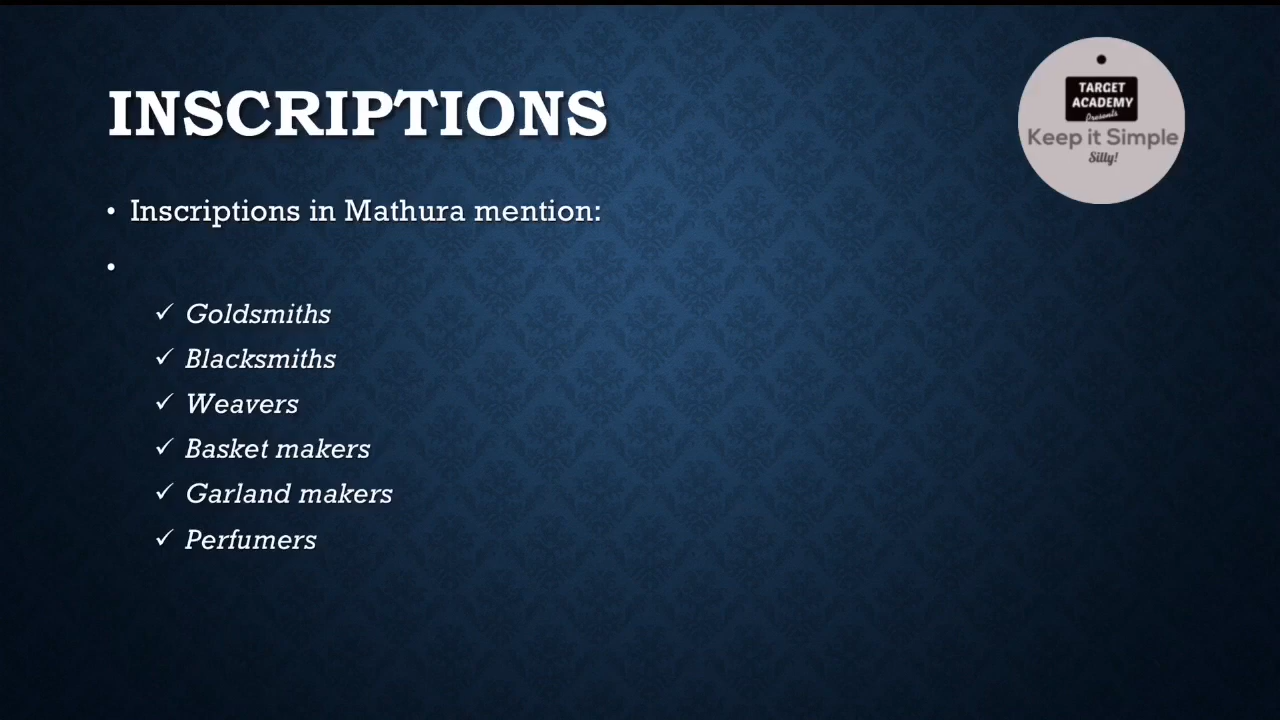 INSCRIPTIONS
TARGET
ACADEMY
Presents
Keep it Simple
Silly!
• Inscriptions in Mathura mention:
•
✓ Goldsmiths
✓ Blacksmiths
✓ Weavers
✓ Basket makers
✓ Garland makers
✓ Perfumers